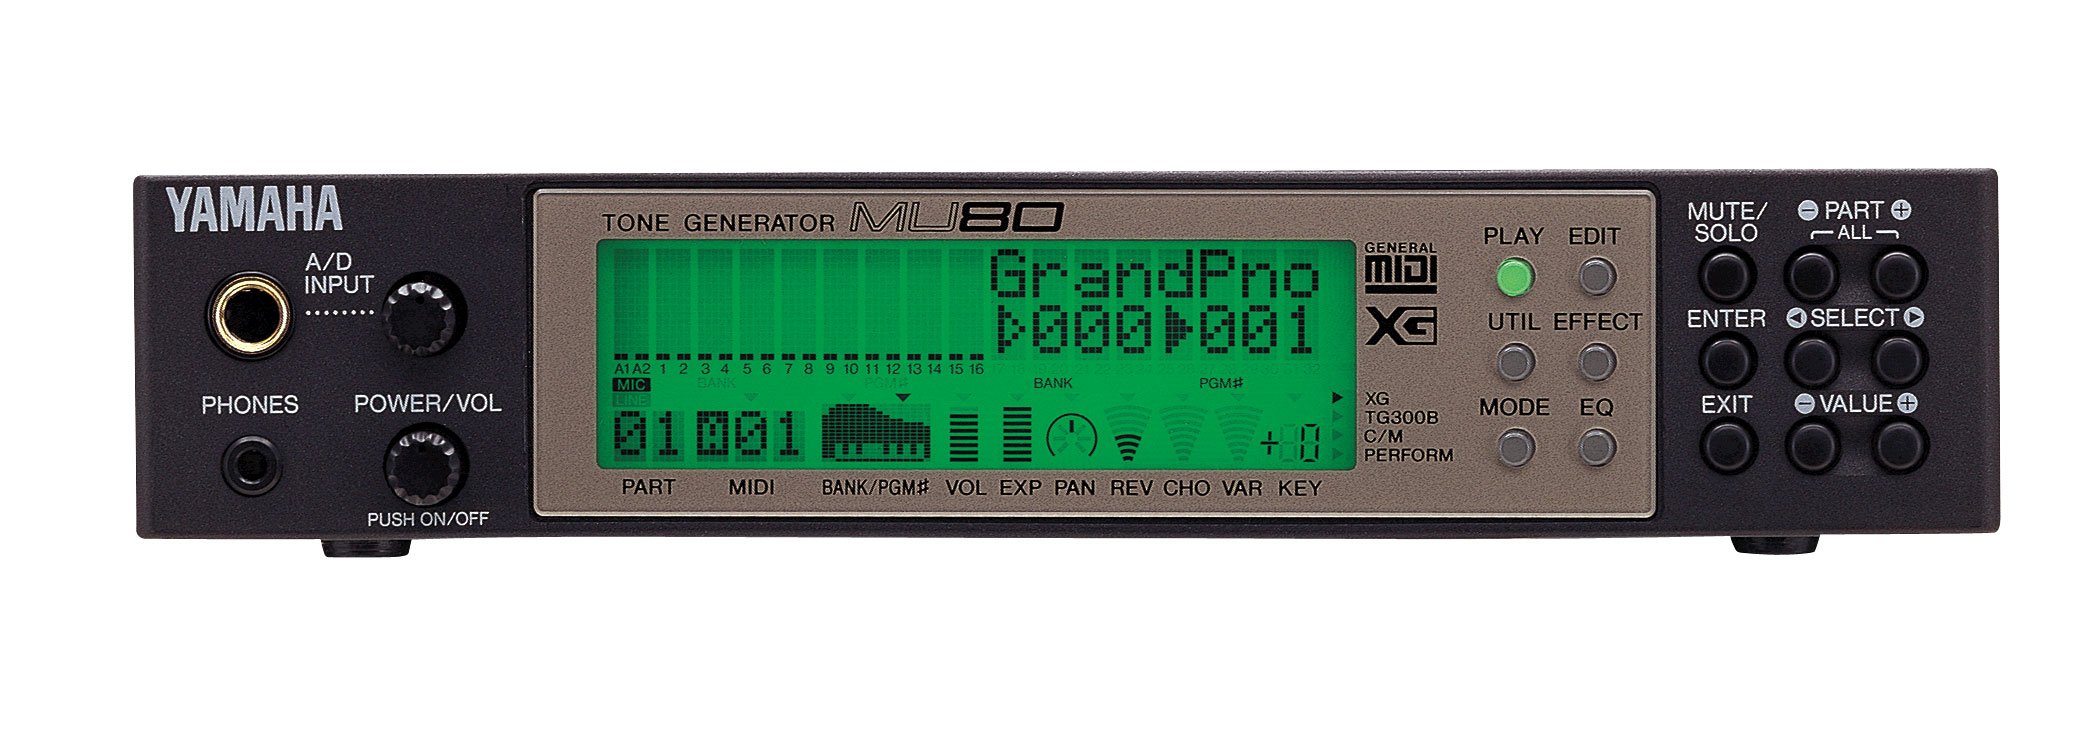 YAMAHA
A/D
INPUT
PHONES
POWER/VOL
PUSH ON/OFF
TONE GENERATOR MU80
GrandPno
000 001
A1 A2 1 2 3 4 5 6 7 8 9 10 11 12 13 14 15 16
MIC BANK PGM# BANK PGM#
LINE
01 01 +0
PART MIDI BANK/PGM# VOL EXP PAN REV CHO VAR KEY
GENERAL
MIDI
XG
XG
TG300B
C/M
PERFORM
PLAY EDIT
UTIL EFFECT
MODE EQ
MUTE/
SOLO
- PART +
ALL
ENTER
SELECT
EXIT
- VALUE +